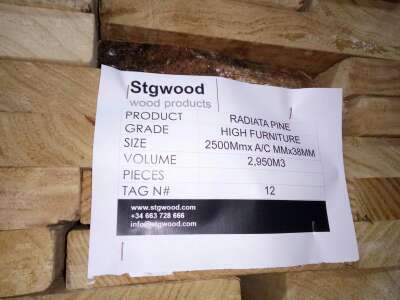 Stgwood
wood products
PRODUCT RADIATA PINE
GRADE HIGH FURNITURE
SIZE 2500Mmx A/C MMx38MM
VOLUME 2,950M3
PIECES
TAG N# 12
www.stgwood.com
+34 663 728 666
info@stgwood.com